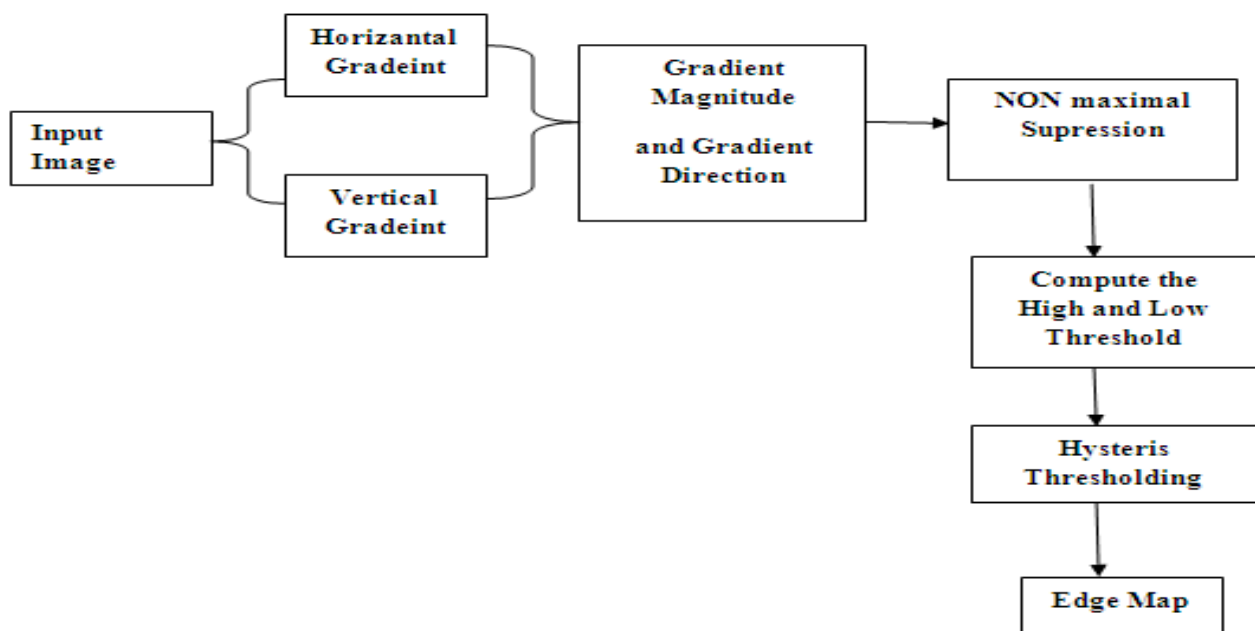 Input
Image
Horizantal
Gradeint
Vertical
Gradeint
Gradient
Magnitude
and Gradient
Direction
NON maximal
Supression
Compute the
High and Low
Threshold
Hysteris
Thresholding
Edge Map